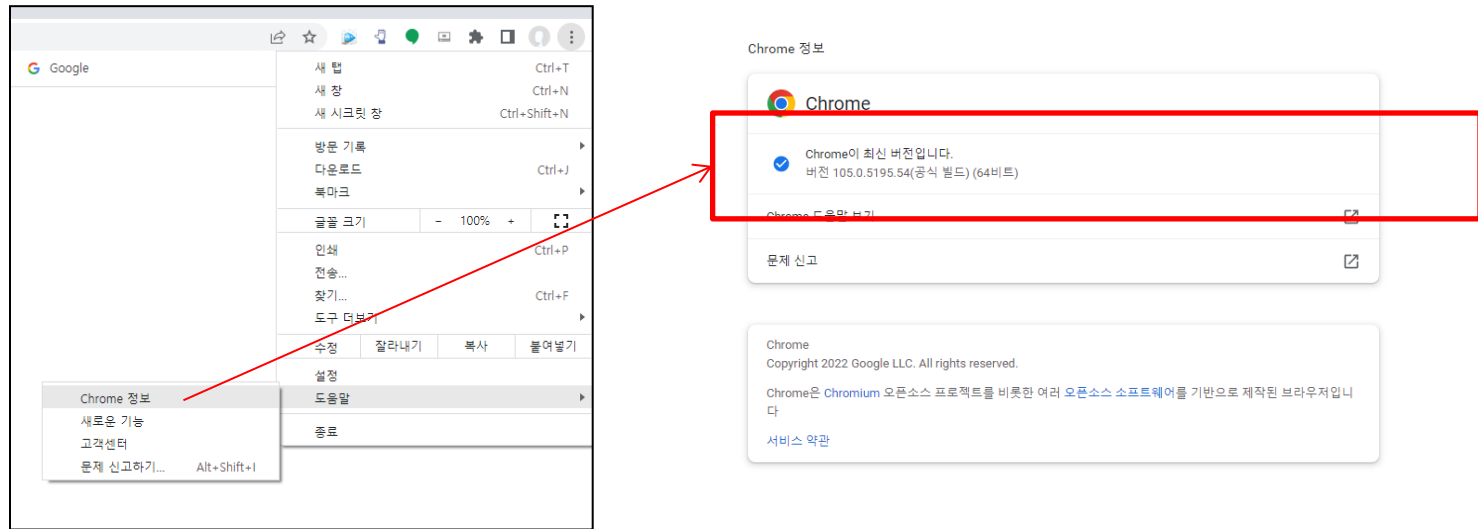 Google
새 탭 Ctrl+T
새 창 Ctrl+N
새 시크릿 창 Ctrl+Shift+N
방문 기록
다운로드 Ctrl+J
북마크
글꼴 크기 - 100% +
인쇄 Ctrl+P
전송...
찾기... Ctrl+F
도구 더보기
수정 잘라내기 복사 붙여넣기
설정
도움말
종료
Chrome 정보
새로운 기능
고객센터
문제 신고하기... Alt+Shift+I
Chrome 정보
Chrome
Chrome이 최신 버전입니다.
버전 105.0.5195.54(공식 빌드) (64비트)
Chrome 도움말 보기
문제 신고
Chrome
Copyright 2022 Google LLC. All rights reserved.
Chrome은 Chromium 오픈소스 프로젝트를 비롯한 여러 오픈소스 소프트웨어를 기반으로 제작된 브라우저입니
다
서비스 약관